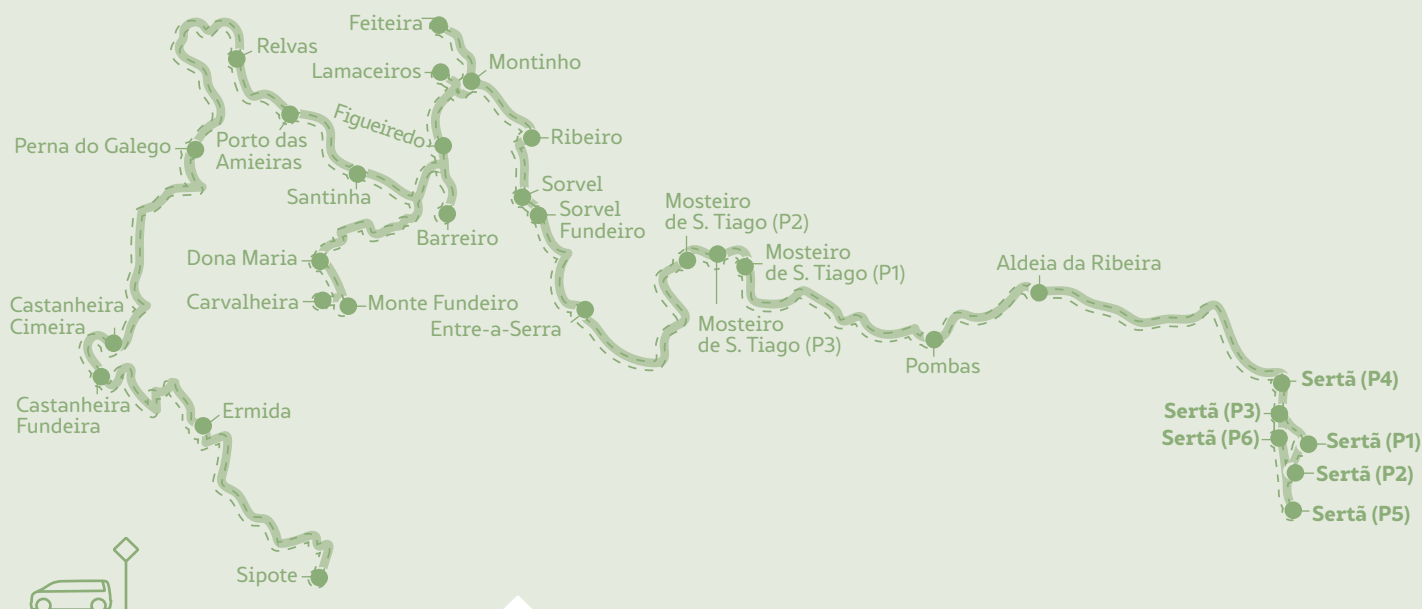 Feiteira
Relvas
Lamaceiros
Montinho
Figueiredo
Perna do Galego
Porto das
Amieiras
Ribeiro
Santinha
Sorvel
Sorvel
Fundeiro
Barreiro
Mosteiro
de S. Tiago (P2)
Mosteiro
de S. Tiago (P1)
Aldeia da Ribeira
Dona Maria
Carvalheira
Monte Fundeiro
Castanheira
Cimeira
Entre-a-Serra
Mosteiro
de S. Tiago (P3)
Pombas
Sertã (P4)
Castanheira
Fundeira
Ermida
Sertã (P3)
Sertã (P6)
Sertã (P1)
Sertã (P2)
Sertã (P5)
Sipote